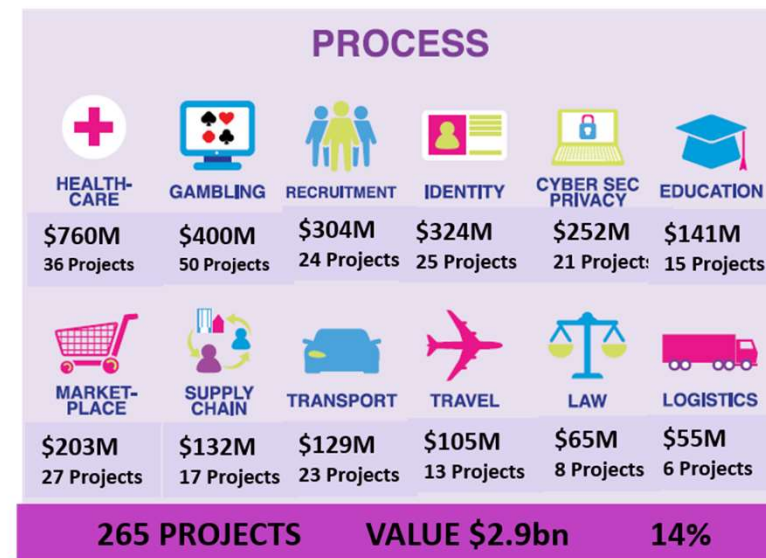 PROCESS
HEALTH-
CARE
GAMBLING
RECRUITMENT
IDENTITY
CYBER SEC
PRIVACY
EDUCATION
$760M
$400M
$304M
$324M
$252M
$141M
36 Projects
50 Projects
24 Projects
25 Projects
21 Project
15 Projects
MARKET-
PLACE
SUPPLY
CHAIN
TRANSPORT
TRAVEL
LAW
LOGISTICS
$203M
$132M
$129M
$105M
$65M
$55M
27 Projects
17 Projects
23 Projects
13 Projects
8 Projects
6 Projects
265 PROJECTS VALUE $2.9bn 14%